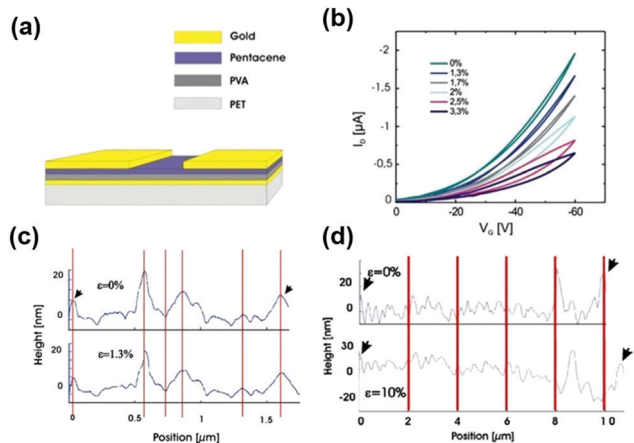 (a)
Gold
Pentacene
PVA
PET
(b)
I_D [µA]
-2
-1.5
-1
-0.5
0
0%
1,3%
1,7%
2%
2,5%
3,3%
0
-20
-40
-60
V_G [V]
(c)
Height [nm]
20
0
ε=0%
20
0
ε=1.3%
0
0.5
1
1.5
Position [µm]
(d)
Height [nm]
20
0
ε=0%
20
0
-20
ε=10%
0
2
4
6
8
10
Position [µm]